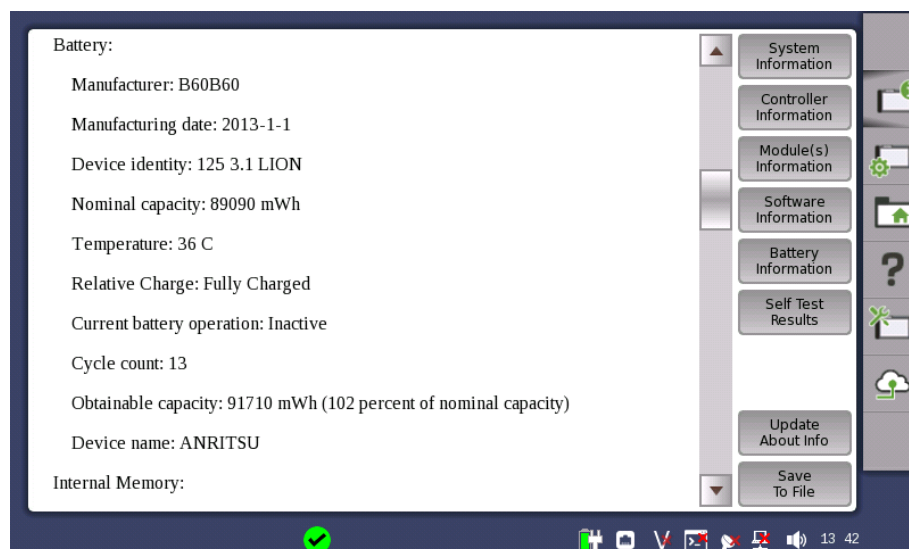 Battery:
Manufacturer: B60B60
Manufacturing date: 2013-1-1
Device identity: 125 3.1 LION
Nominal capacity: 89090 mWh
Temperature: 36 C
Relative Charge: Fully Charged
Current battery operation: Inactive
Cycle count: 13
Obtainable capacity: 91710 mWh (102 percent of nominal capacity)
Device name: ANRITSU
Internal Memory:
System
Information
Controller
Information
Module(s)
Information
Software
Information
Battery
Information
Self Test
Results
Update
About Info
Save
To File
?
13 42